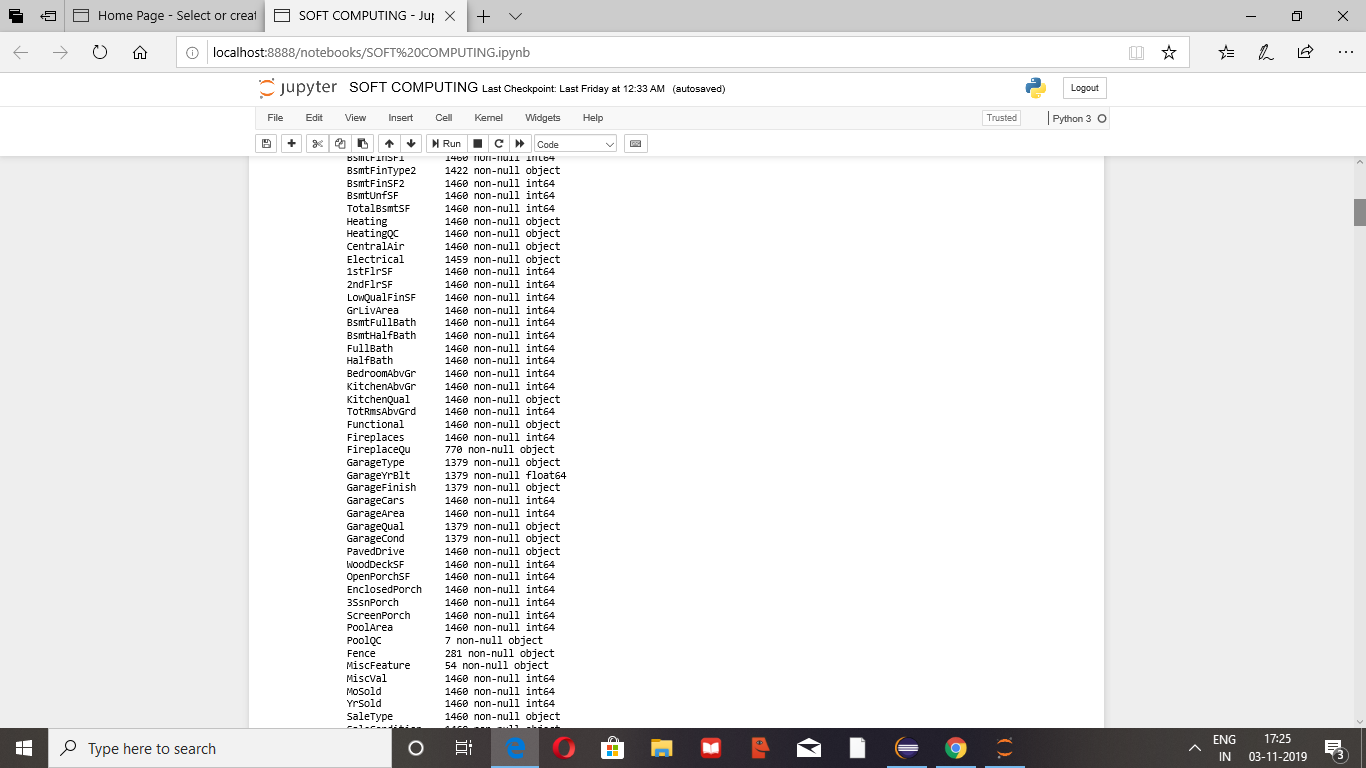 Home Page - Select or creat
SOFT COMPUTING - Jup
localhost:8888/notebooks/SOFT%20COMPUTING.ipynb
jupyter SOFT COMPUTING Last Checkpoint: Last Friday at 12:33 AM (autosaved)
Logout
File Edit View Insert Cell Kernel Widgets Help
Trusted
Python 3
Run
Code
BsmtFinSF1 1460 non-null int64
BsmtFinType2 1422 non-null object
BsmtFinSF2 1460 non-null int64
BsmtUnfSF 1460 non-null int64
TotalBsmtSF 1460 non-null int64
Heating 1460 non-null object
HeatingQC 1460 non-null object
CentralAir 1460 non-null object
Electrical 1459 non-null object
1stFlrSF 1460 non-null int64
2ndFlrSF 1460 non-null int64
LowQualFinSF 1460 non-null int64
GrLivArea 1460 non-null int64
BsmtFullBath 1460 non-null int64
BsmtHalfBath 1460 non-null int64
FullBath 1460 non-null int64
HalfBath 1460 non-null int64
BedroomAbvGr 1460 non-null int64
KitchenAbvGr 1460 non-null int64
KitchenQual 1460 non-null object
TotRmsAbvGrd 1460 non-null int64
Functional 1460 non-null object
Fireplaces 1460 non-null int64
FireplaceQu 770 non-null object
GarageType 1379 non-null object
GarageYrBlt 1379 non-null float64
GarageFinish 1379 non-null object
GarageCars 1460 non-null int64
GarageArea 1460 non-null int64
GarageQual 1379 non-null object
GarageCond 1379 non-null object
PavedDrive 1460 non-null object
WoodDeckSF 1460 non-null int64
OpenPorchSF 1460 non-null int64
EnclosedPorch 1460 non-null int64
3SsnPorch 1460 non-null int64
ScreenPorch 1460 non-null int64
PoolArea 1460 non-null int64
PoolQC 7 non-null object
Fence 281 non-null object
MiscFeature 54 non-null object
MiscVal 1460 non-null int64
MoSold 1460 non-null int64
YrSold 1460 non-null int64
SaleType 1460 non-null object
Type here to search
ENG
IN
17:25
03-11-2019
3